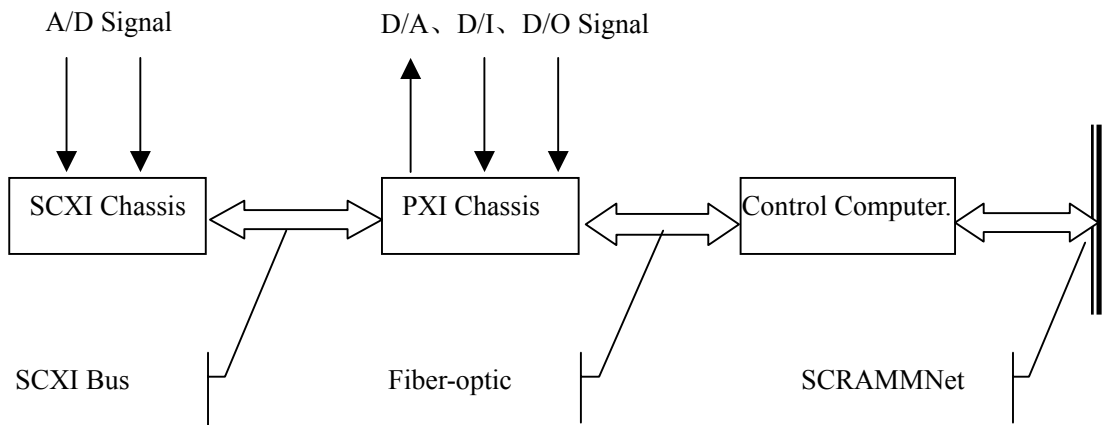 A/D Signal
D/A、D/I、D/O Signal
SCXI Chassis
PXI Chassis
Control Computer.
SCXI Bus
Fiber-optic
SCRAMMNet